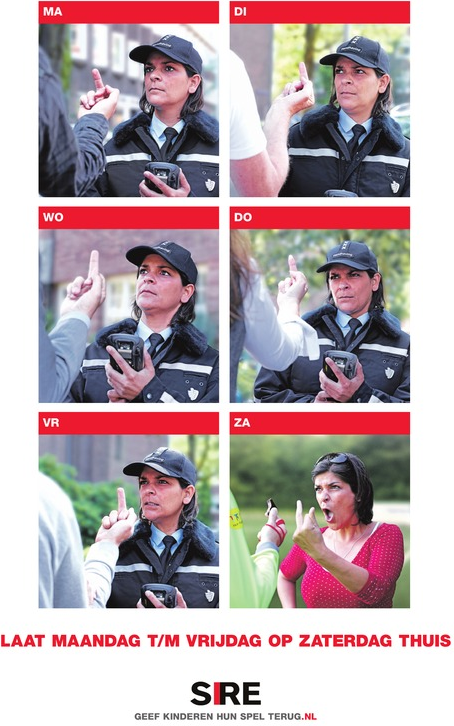 MA
DI
WO
DO
VR
ZA
LAAT MAANDAG T/M VRIJDAG OP ZATERDAG THUIS
SIRE
GEEF KINDEREN HUN SPEL TERUG.NL